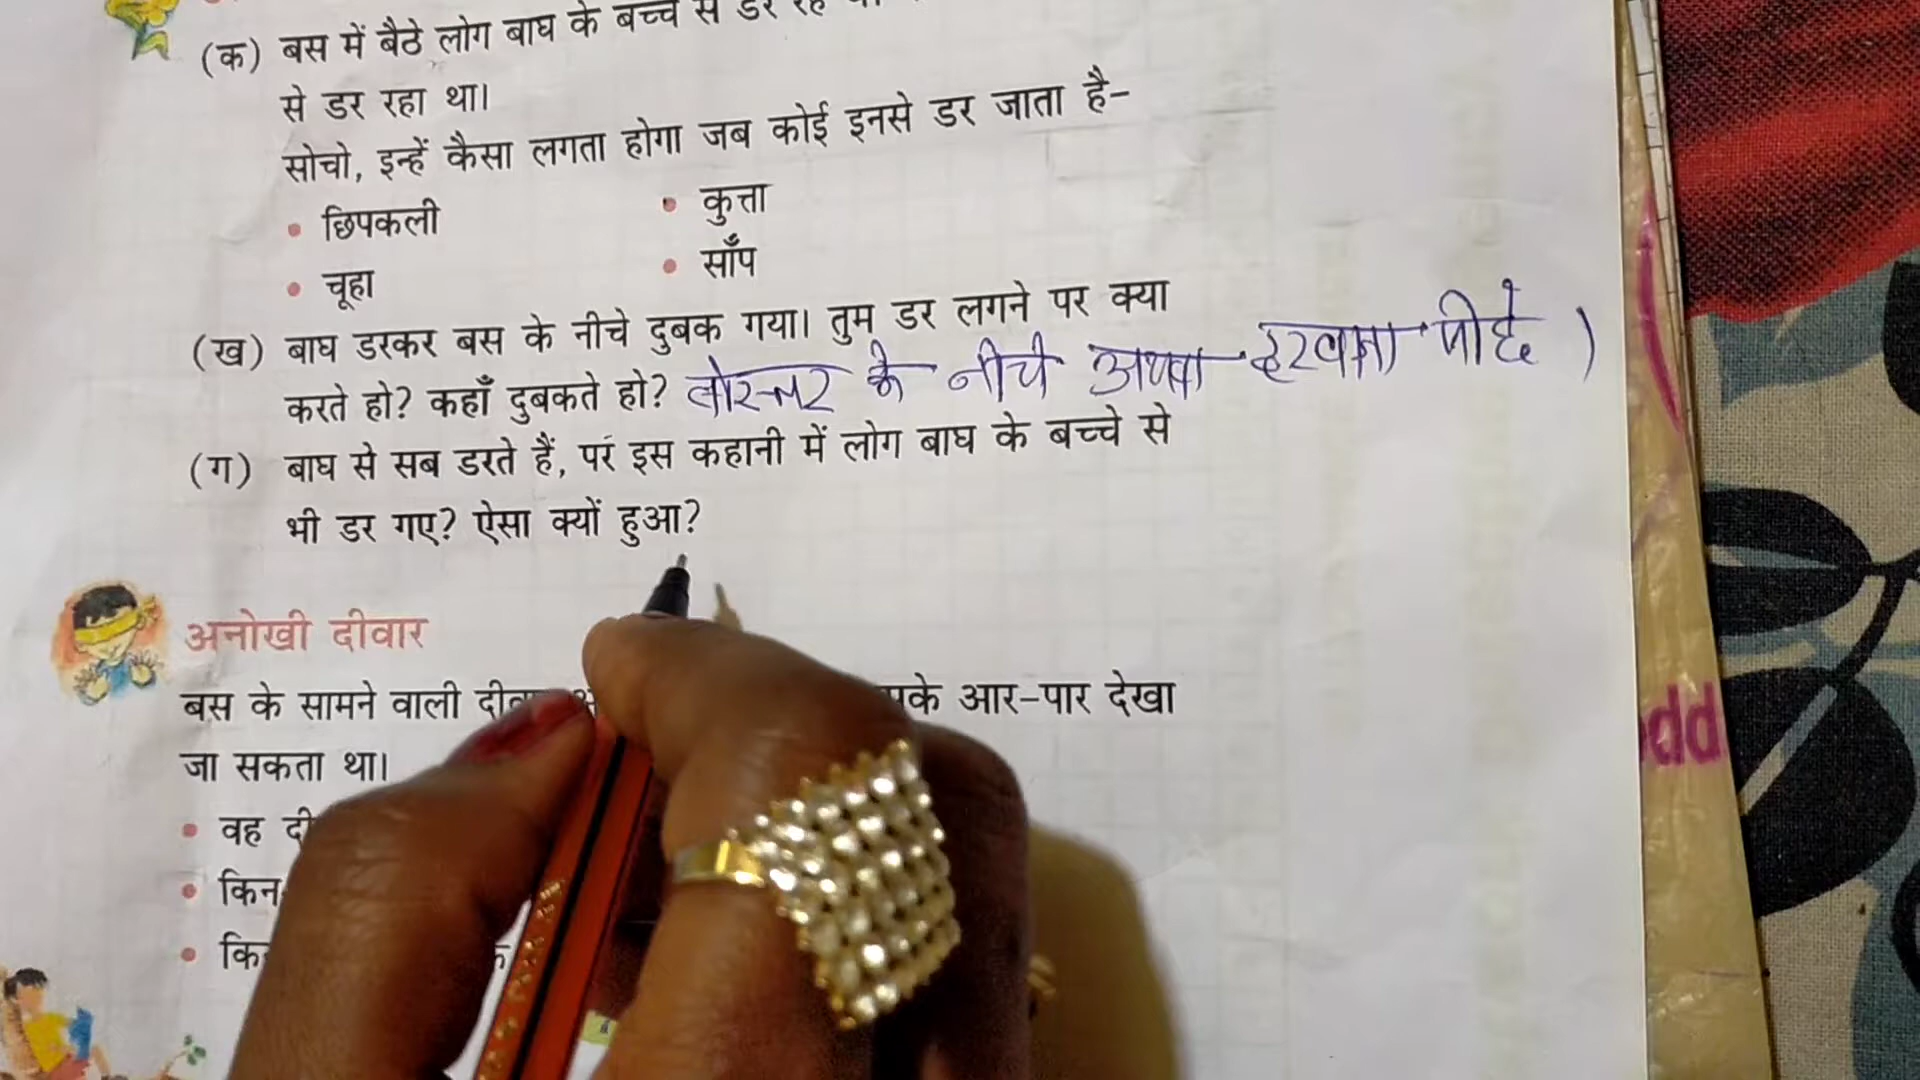 (क) बस में बैठे लोग बाघ के बच्चे से डर रहे
से डर रहा था।
सोचो, इन्हें कैसा लगता होगा जब कोई इनसे डर जाता है-
• छिपकली • कुत्ता
• चूहा • साँप
(ख) बाघ डरकर बस के नीचे दुबक गया। तुम डर लगने पर क्या
करते हो? कहाँ दुबकते हो? के नीचे अथवा
(ग) बाघ से सब डरते हैं, पर इस कहानी में लोग बाघ के बच्चे से
भी डर गए? ऐसा क्यों हुआ?
अनोखी दीवार
बस के सामने वाली के आर-पार देखा
जा सकता था।
• वह
dd